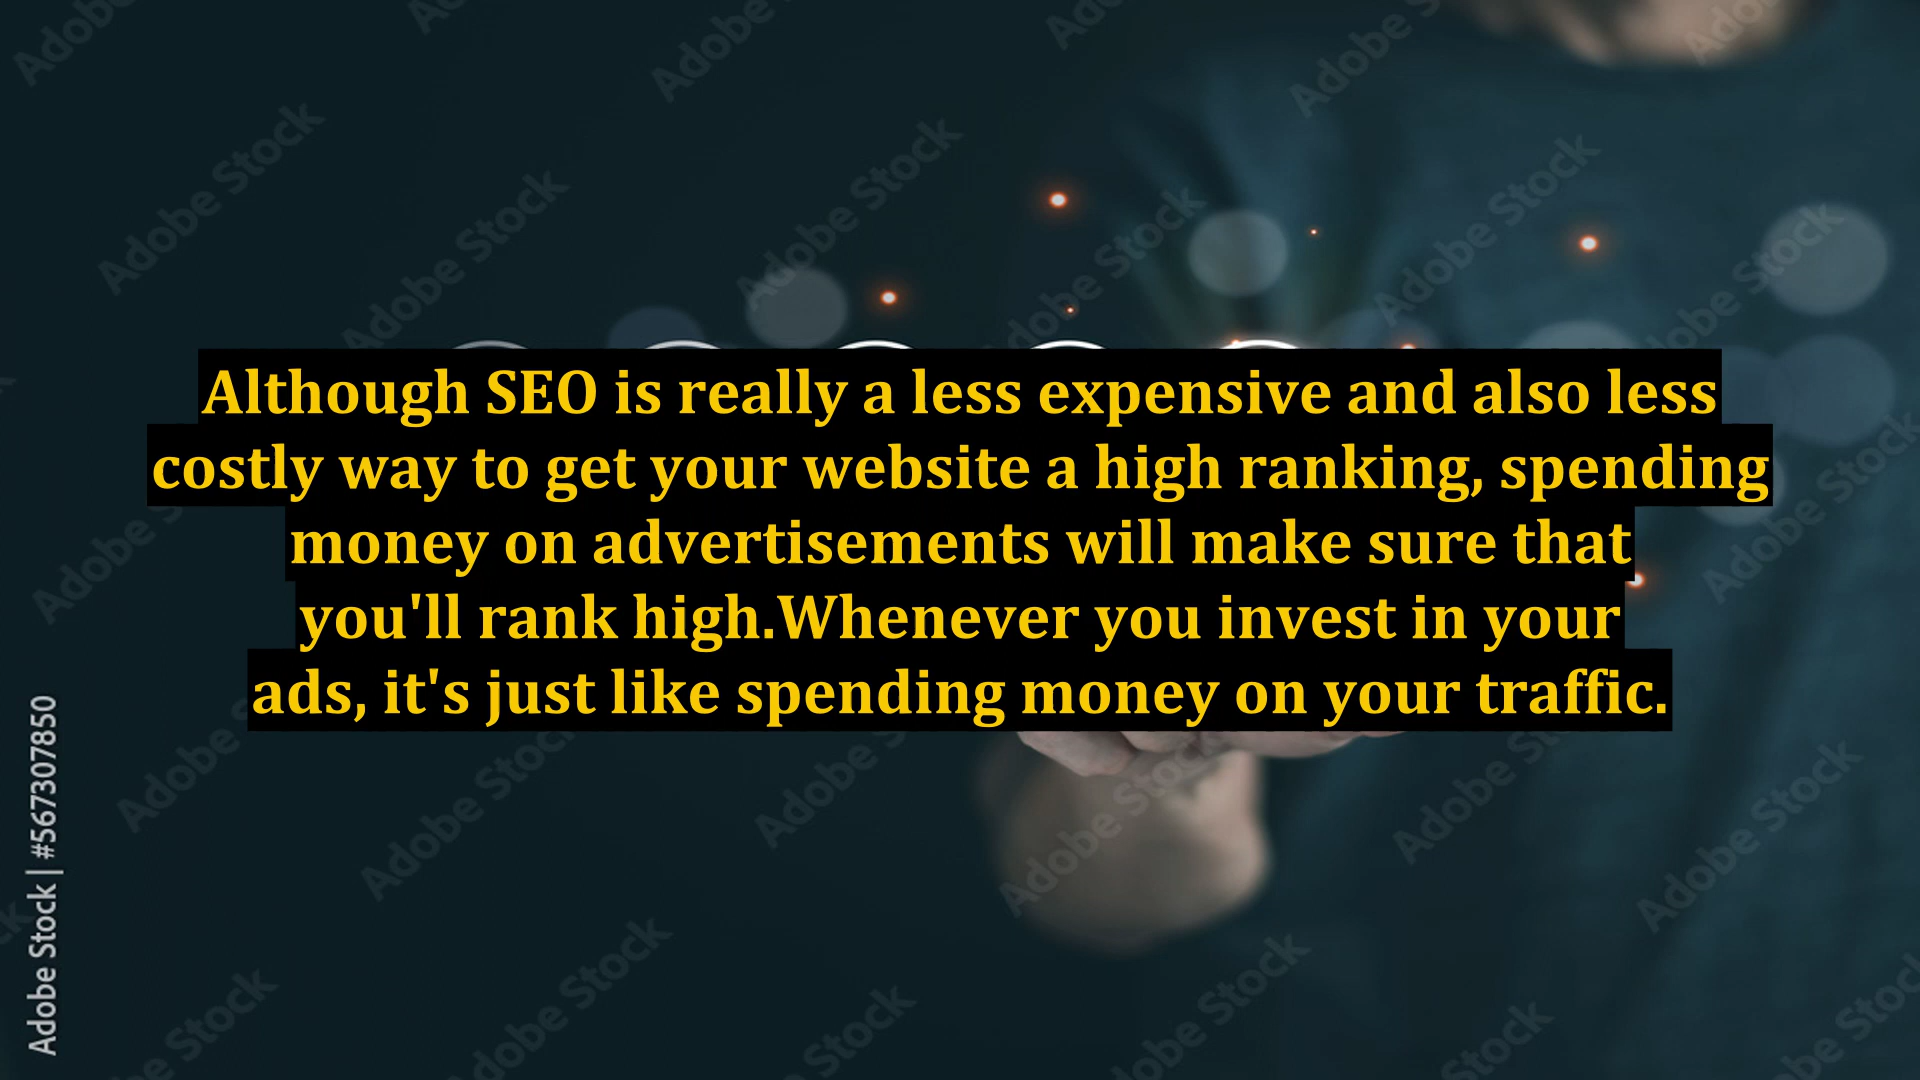 Although SEO is really a less expensive and also less
costly way to get your website a high ranking, spending
money on advertisements will make sure that
you'll rank high.Whenever you invest in your
ads, it's just like spending money on your traffic.
Adobe Stock | #567307850